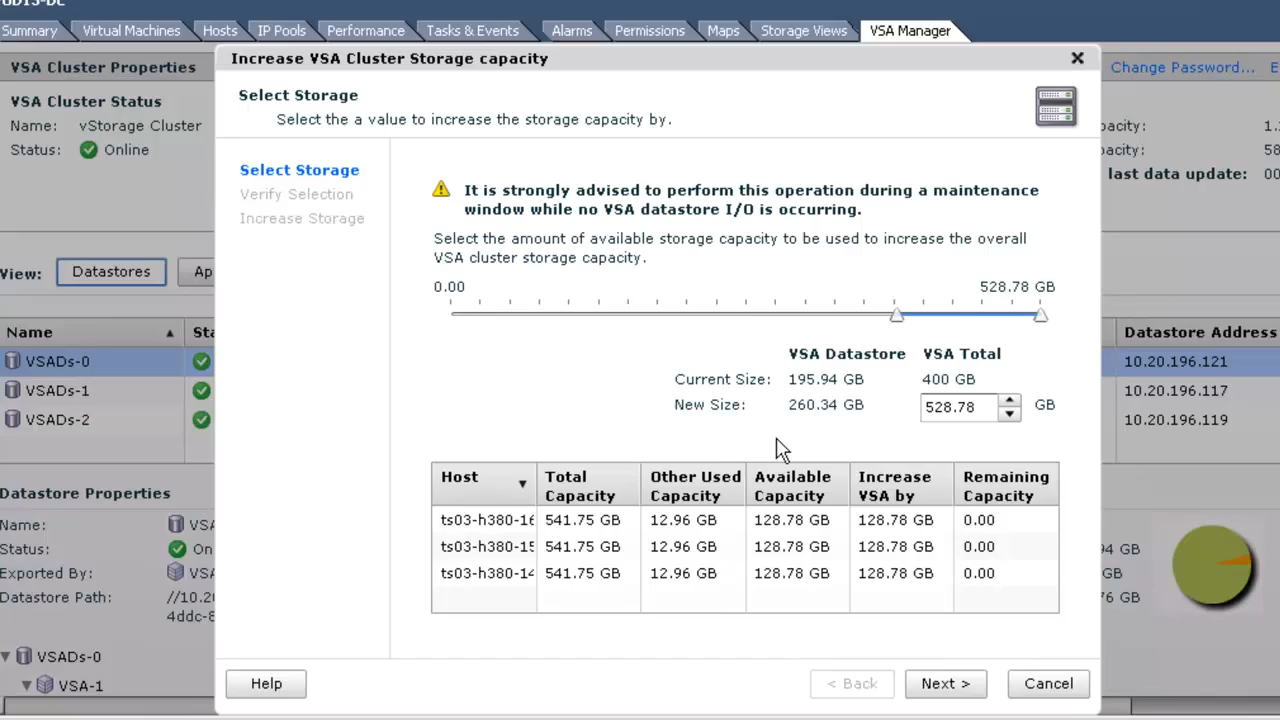 Summary Virtual Machines Hosts IP Pools Performance Tasks & Events Alarms Permissions Maps Storage Views VSA Manager
VSA Cluster Properties
Change Password...
VSA Cluster Status
Name: vStorage Cluster
Status: Online
last data update:
View: Datastores
Name
VSADs-0
VSADs-1
VSADs-2
Datastore Address
10.20.196.121
10.20.196.117
10.20.196.119
Datastore Properties
Name:
Status:
Exported By:
Datastore Path:
VSADs-0
VSA-1
Increase VSA Cluster Storage capacity
Select Storage
Select the a value to increase the storage capacity by.
Select Storage
Verify Selection
Increase Storage
It is strongly advised to perform this operation during a maintenance
window while no VSA datastore I/O is occurring.
Select the amount of available storage capacity to be used to increase the overall
VSA cluster storage capacity.
0.00 528.78 GB
VSA Datastore VSA Total
Current Size: 195.94 GB 400 GB
New Size: 260.34 GB 528.78 GB
Host Total Capacity Other Used Capacity Available Capacity Increase VSA by Remaining Capacity
ts03-h380-16 541.75 GB 12.96 GB 128.78 GB 128.78 GB 0.00
ts03-h380-15 541.75 GB 12.96 GB 128.78 GB 128.78 GB 0.00
ts03-h380-14 541.75 GB 12.96 GB 128.78 GB 128.78 GB 0.00
Help < Back Next > Cancel